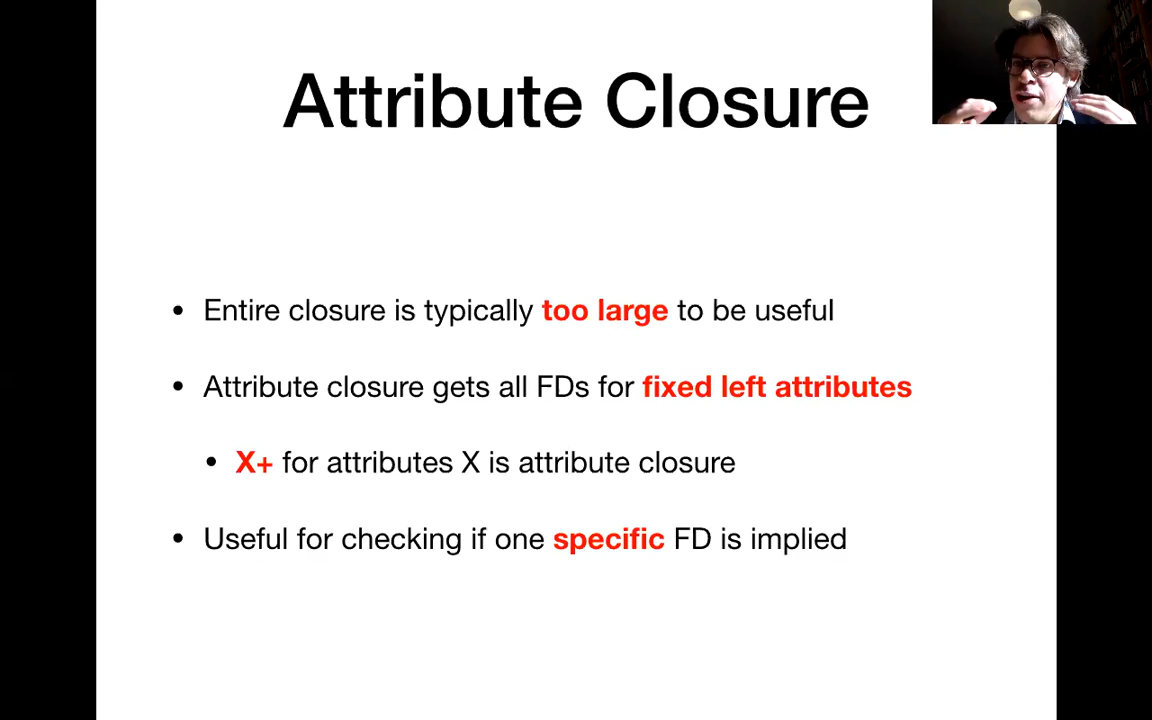 Attribute Closure
• Entire closure is typically too large to be useful
• Attribute closure gets all FDs for fixed left attributes
• X+ for attributes X is attribute closure
• Useful for checking if one specific FD is implied